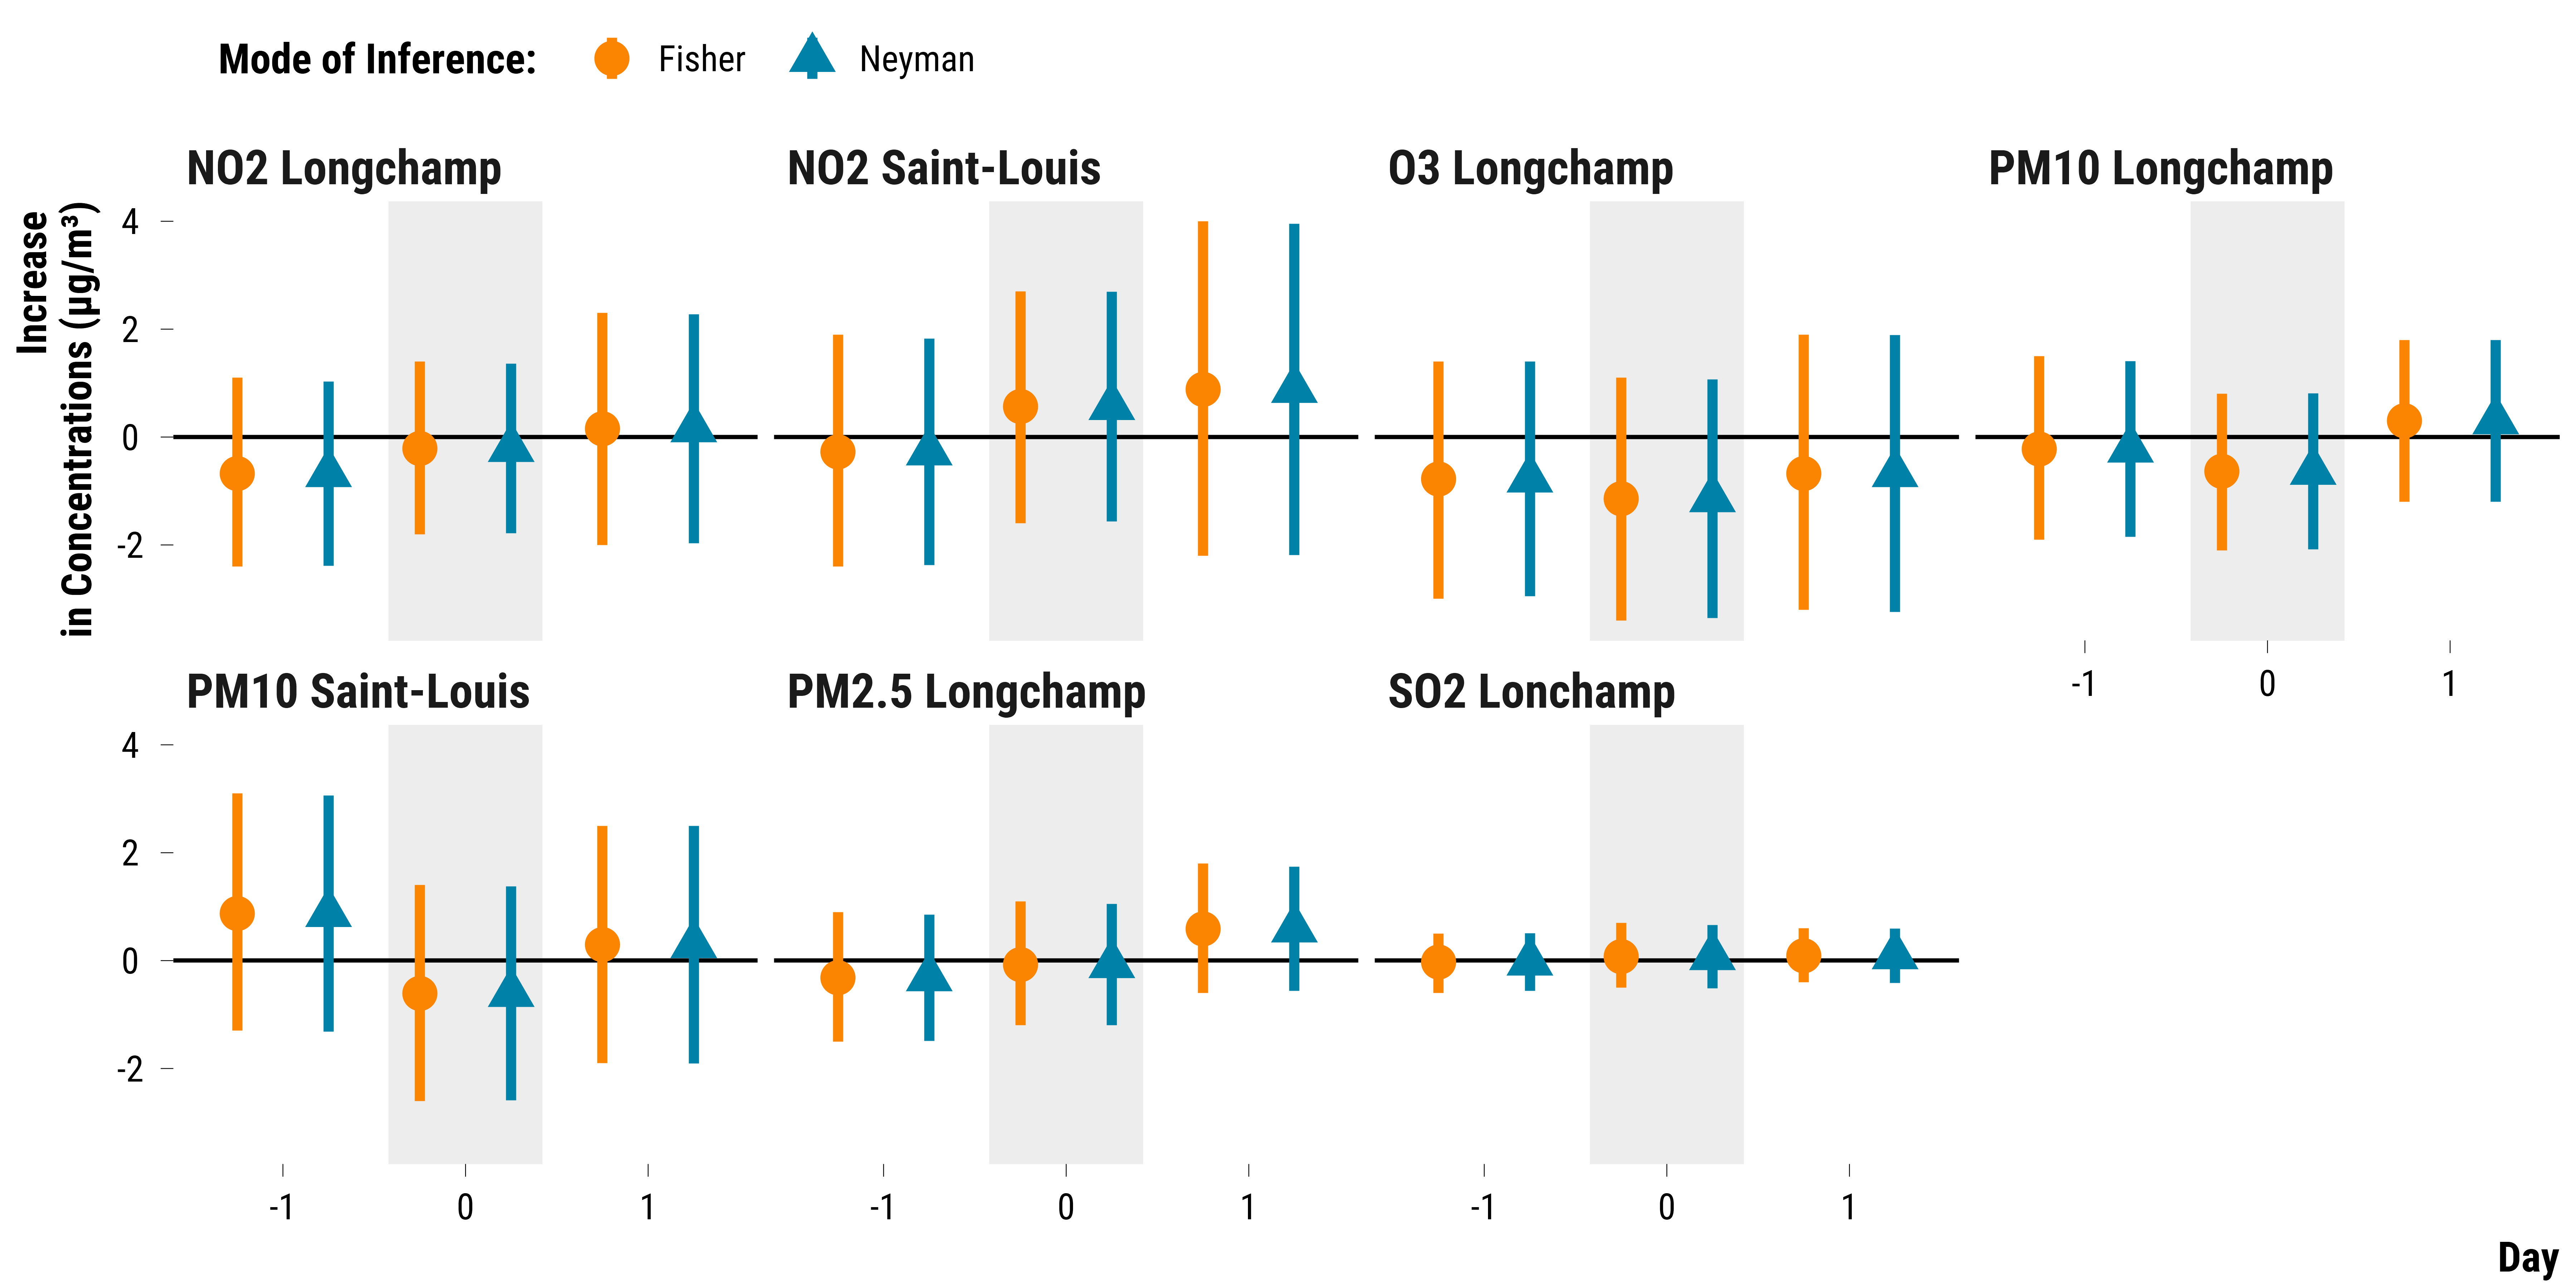 Mode of Inference: Fisher Neyman
NO2 Longchamp NO2 Saint-Louis O3 Longchamp PM10 Longchamp
Increase
in Concentrations (µg/m³)
4
2
0
-2
-1 0 1
PM10 Saint-Louis PM2.5 Longchamp SO2 Lonchamp
4
2
0
-2
-1 0 1 -1 0 1 -1 0 1
Day